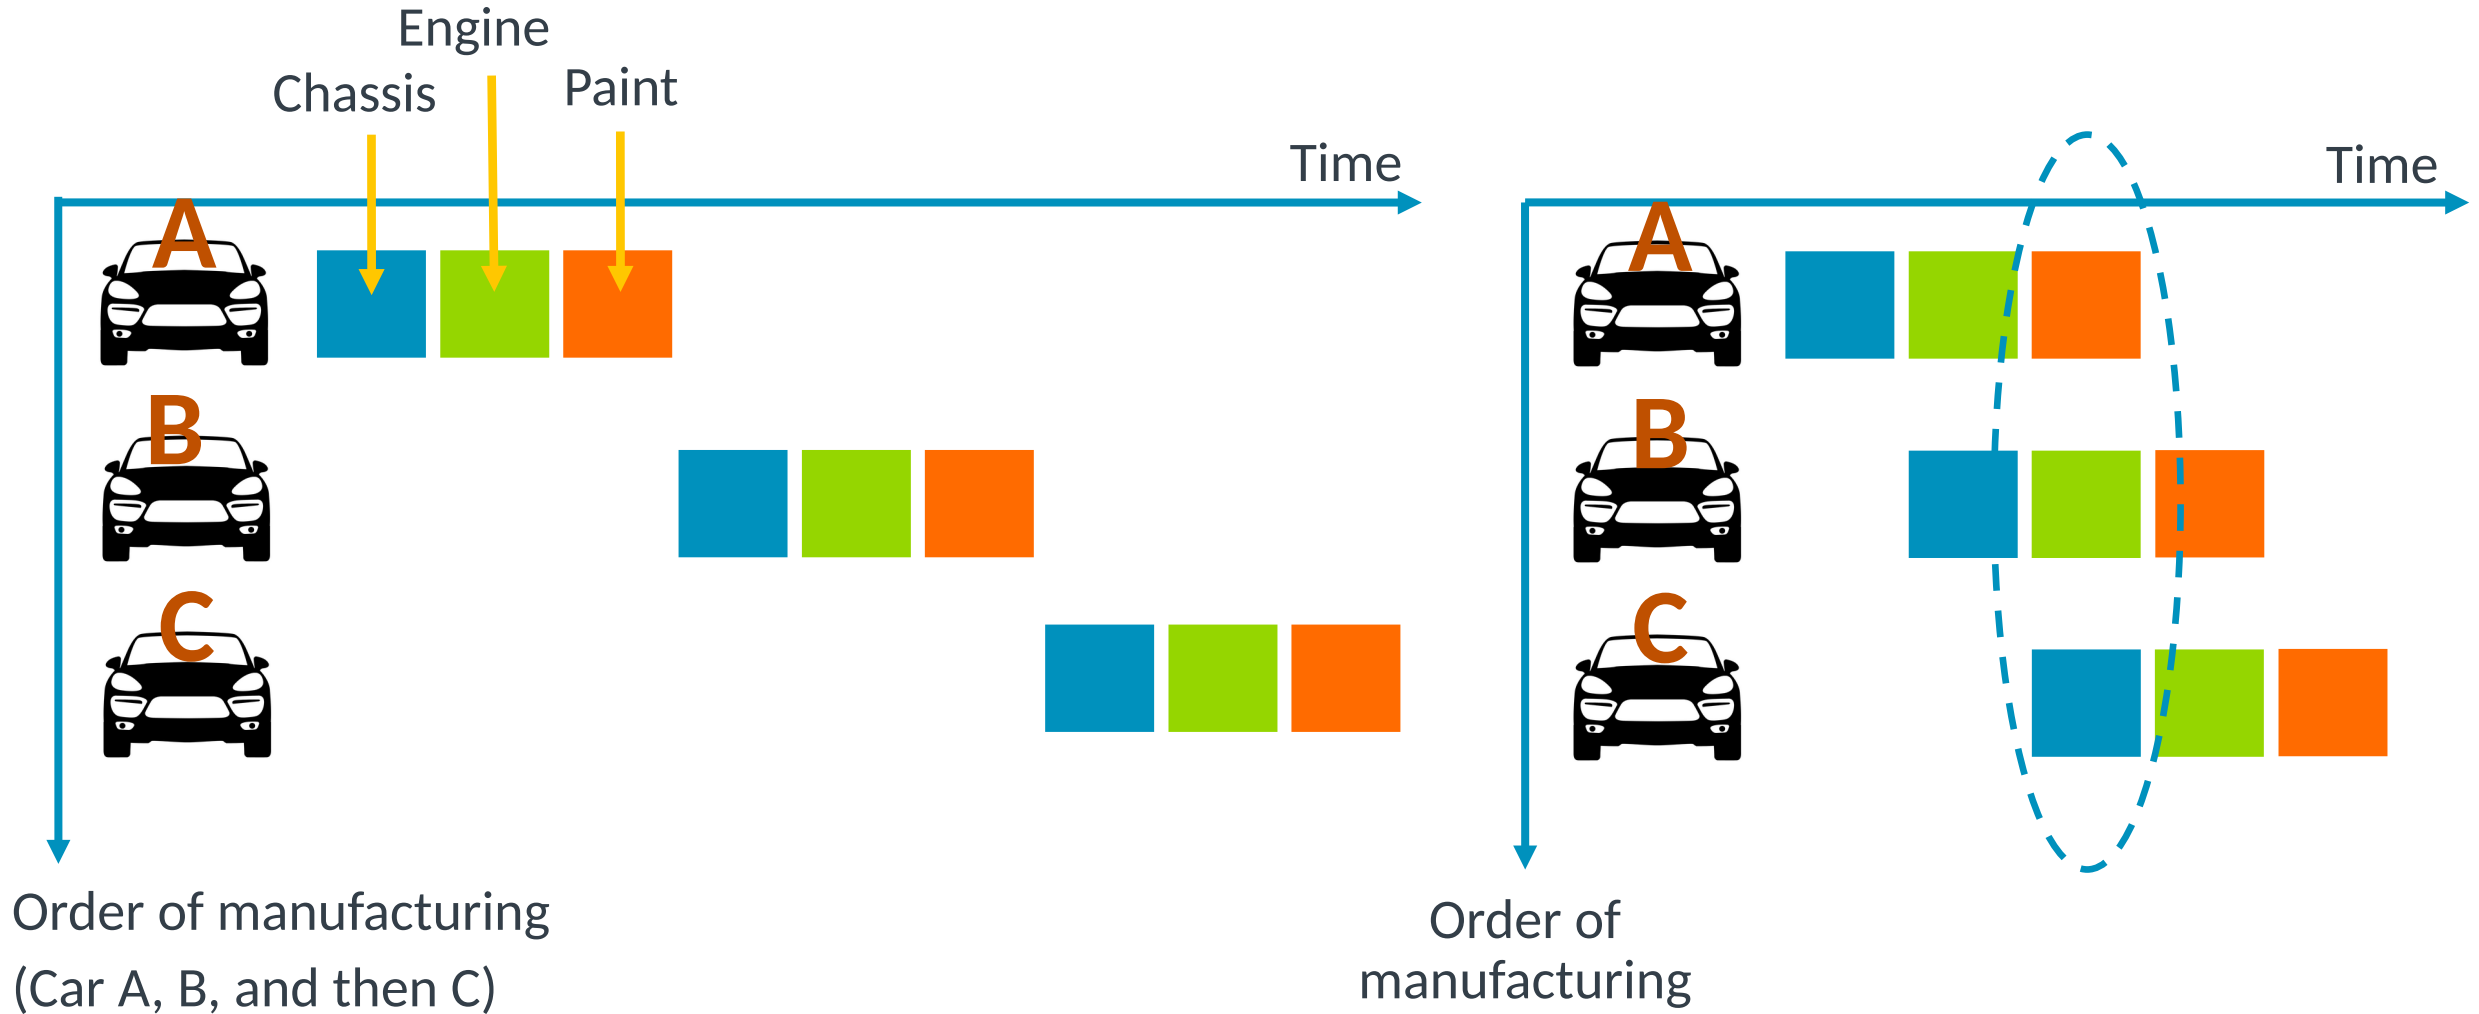 Engine
Chassis
Paint
Time
A
B
C
Order of manufacturing
(Car A, B, and then C)
Time
A
B
C
Order of
manufacturing